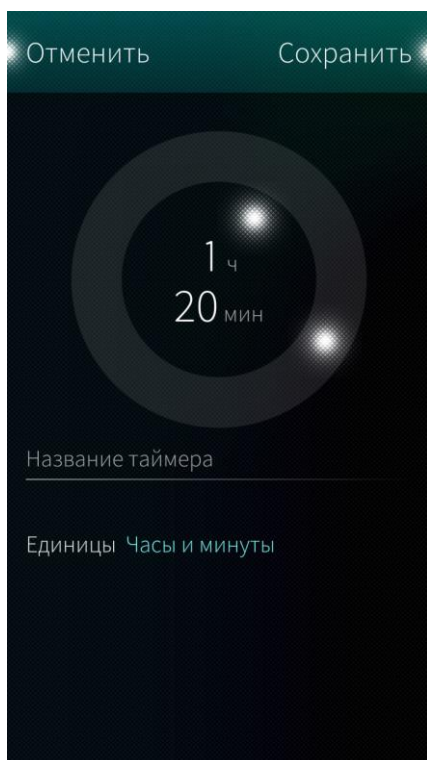 Отменить Сохранить
1 ч
20 мин
Название таймера
Единицы Часы и минуты